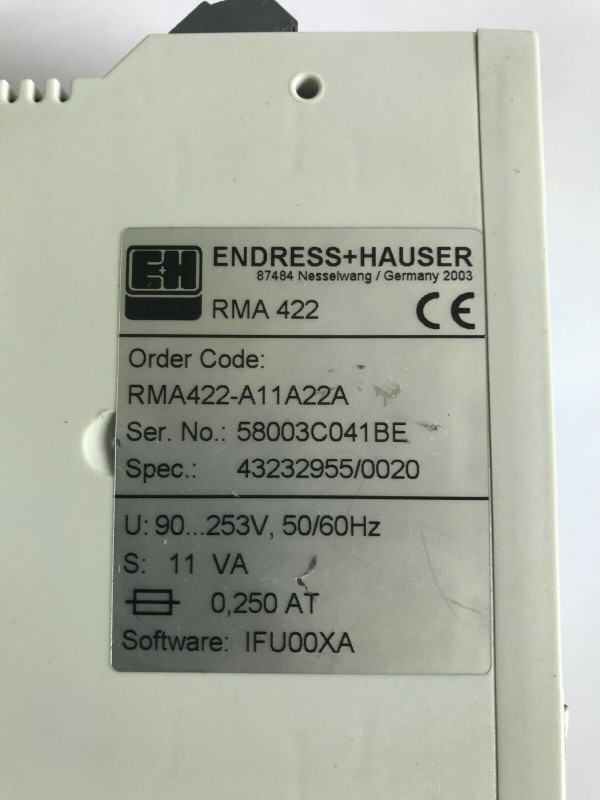 E+H
ENDRESS+HAUSER
87484 Nesselwang / Germany 2003
RMA 422
CE
Order Code:
RMA422-A11A22A
Ser. No.: 58003C041BE
Spec.: 43232955/0020
U: 90...253V, 50/60Hz
S: 11 VA
0,250 AT
Software: IFU00XA